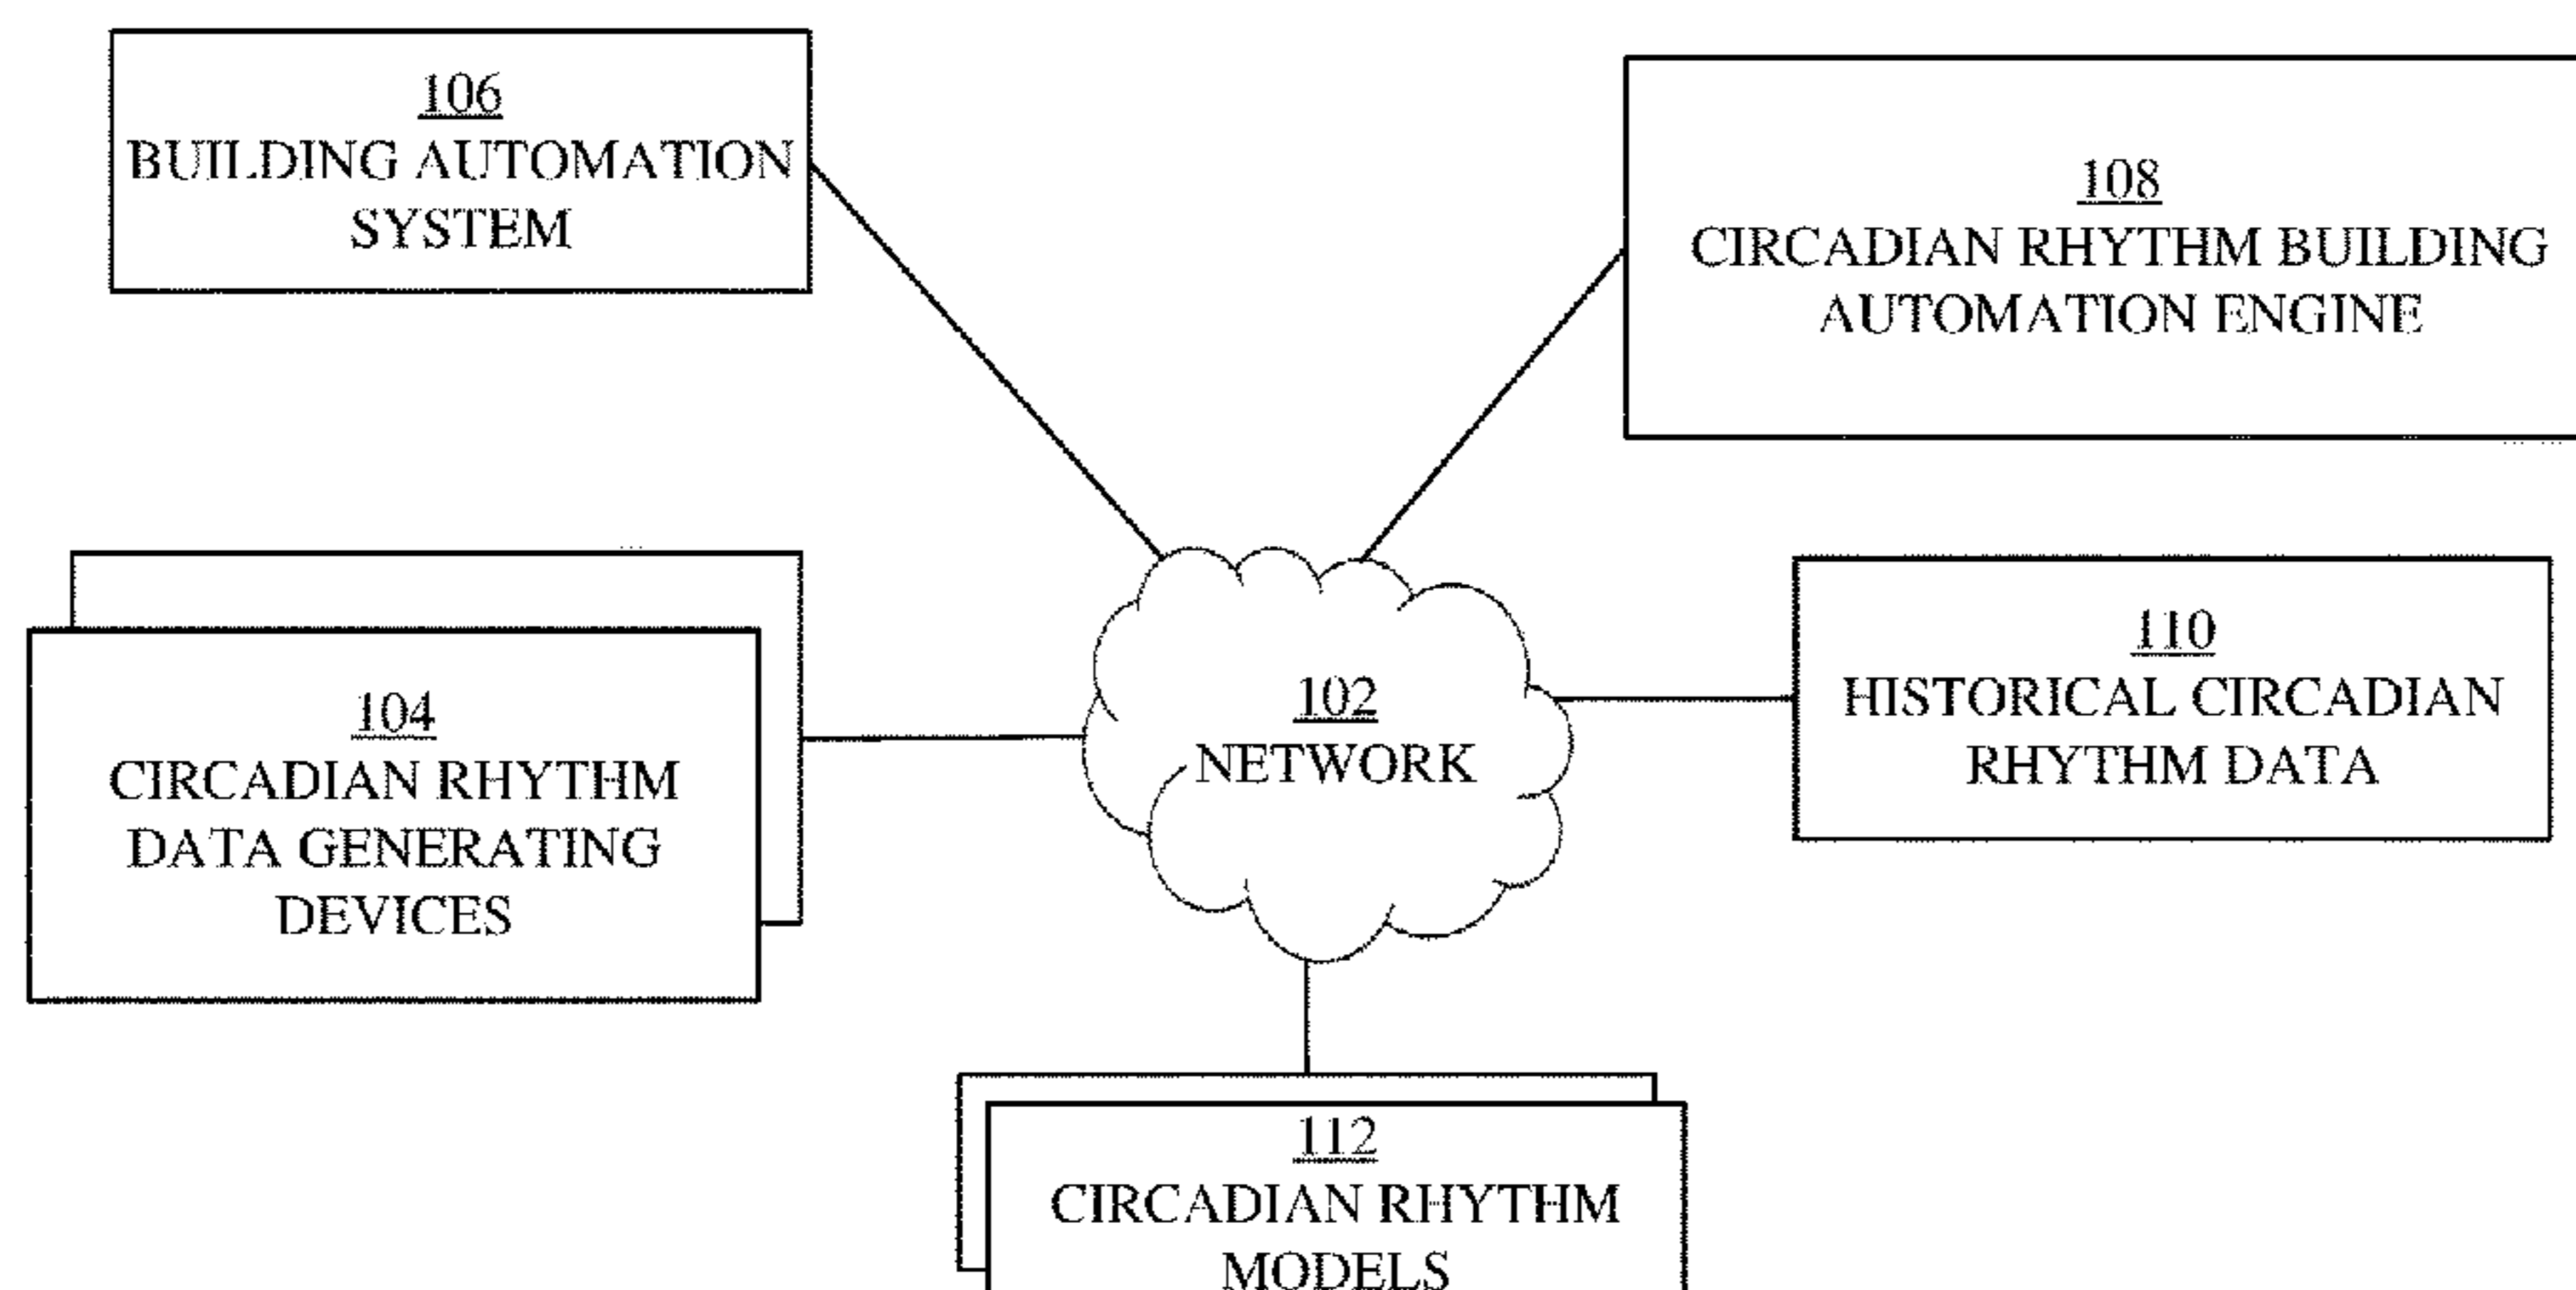 106
BUILDING AUTOMATION
SYSTEM
108
CIRCADIAN RHYTHM BUILDING
AUTOMATION ENGINE
104
CIRCADIAN RHYTHM
DATA GENERATING
DEVICES
102
NETWORK
110
HISTORICAL CIRCADIAN
RHYTHM DATA
112
CIRCADIAN RHYTHM
MODELS